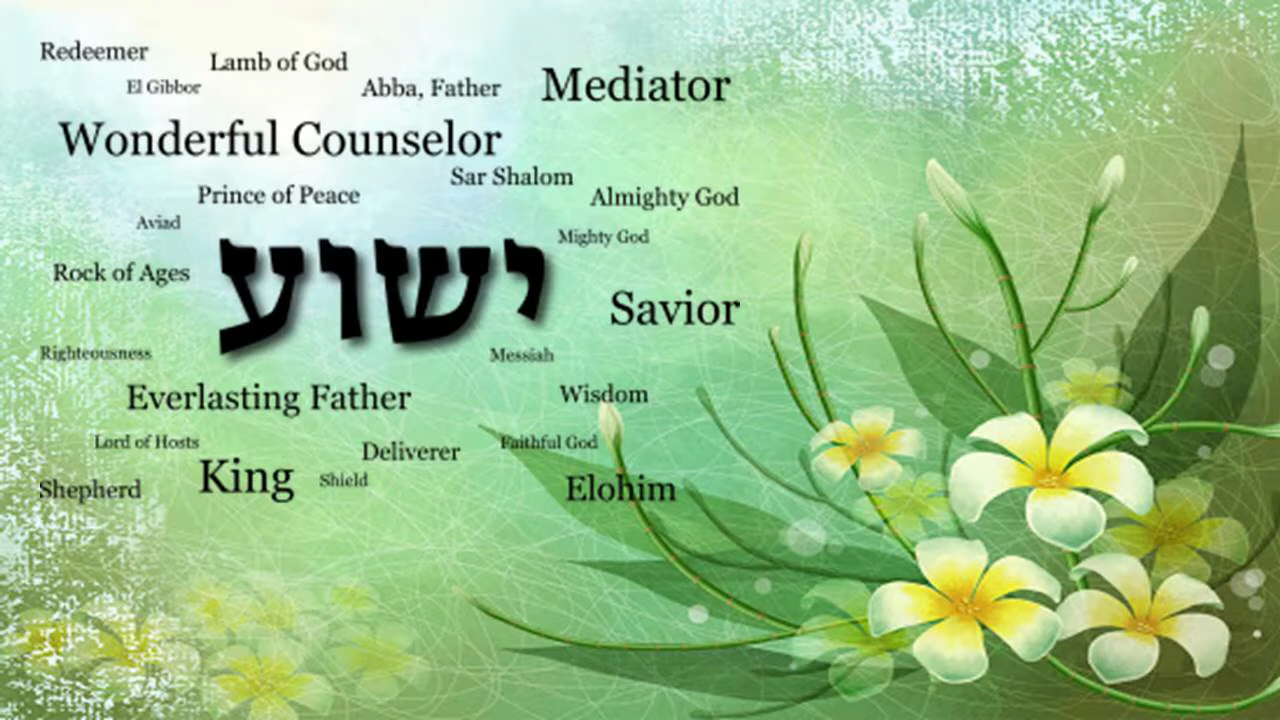 Redeemer
Lamb of God
El Gibbor
Abba, Father
Mediator
Wonderful Counselor
Sar Shalom
Prince of Peace
Almighty God
Aviad
Mighty God
Rock of Ages
ישוע
Savior
Righteousness
Messiah
Everlasting Father
Wisdom
Lord of Hosts
Deliverer
Faithful God
Shepherd
King
Shield
Elohim